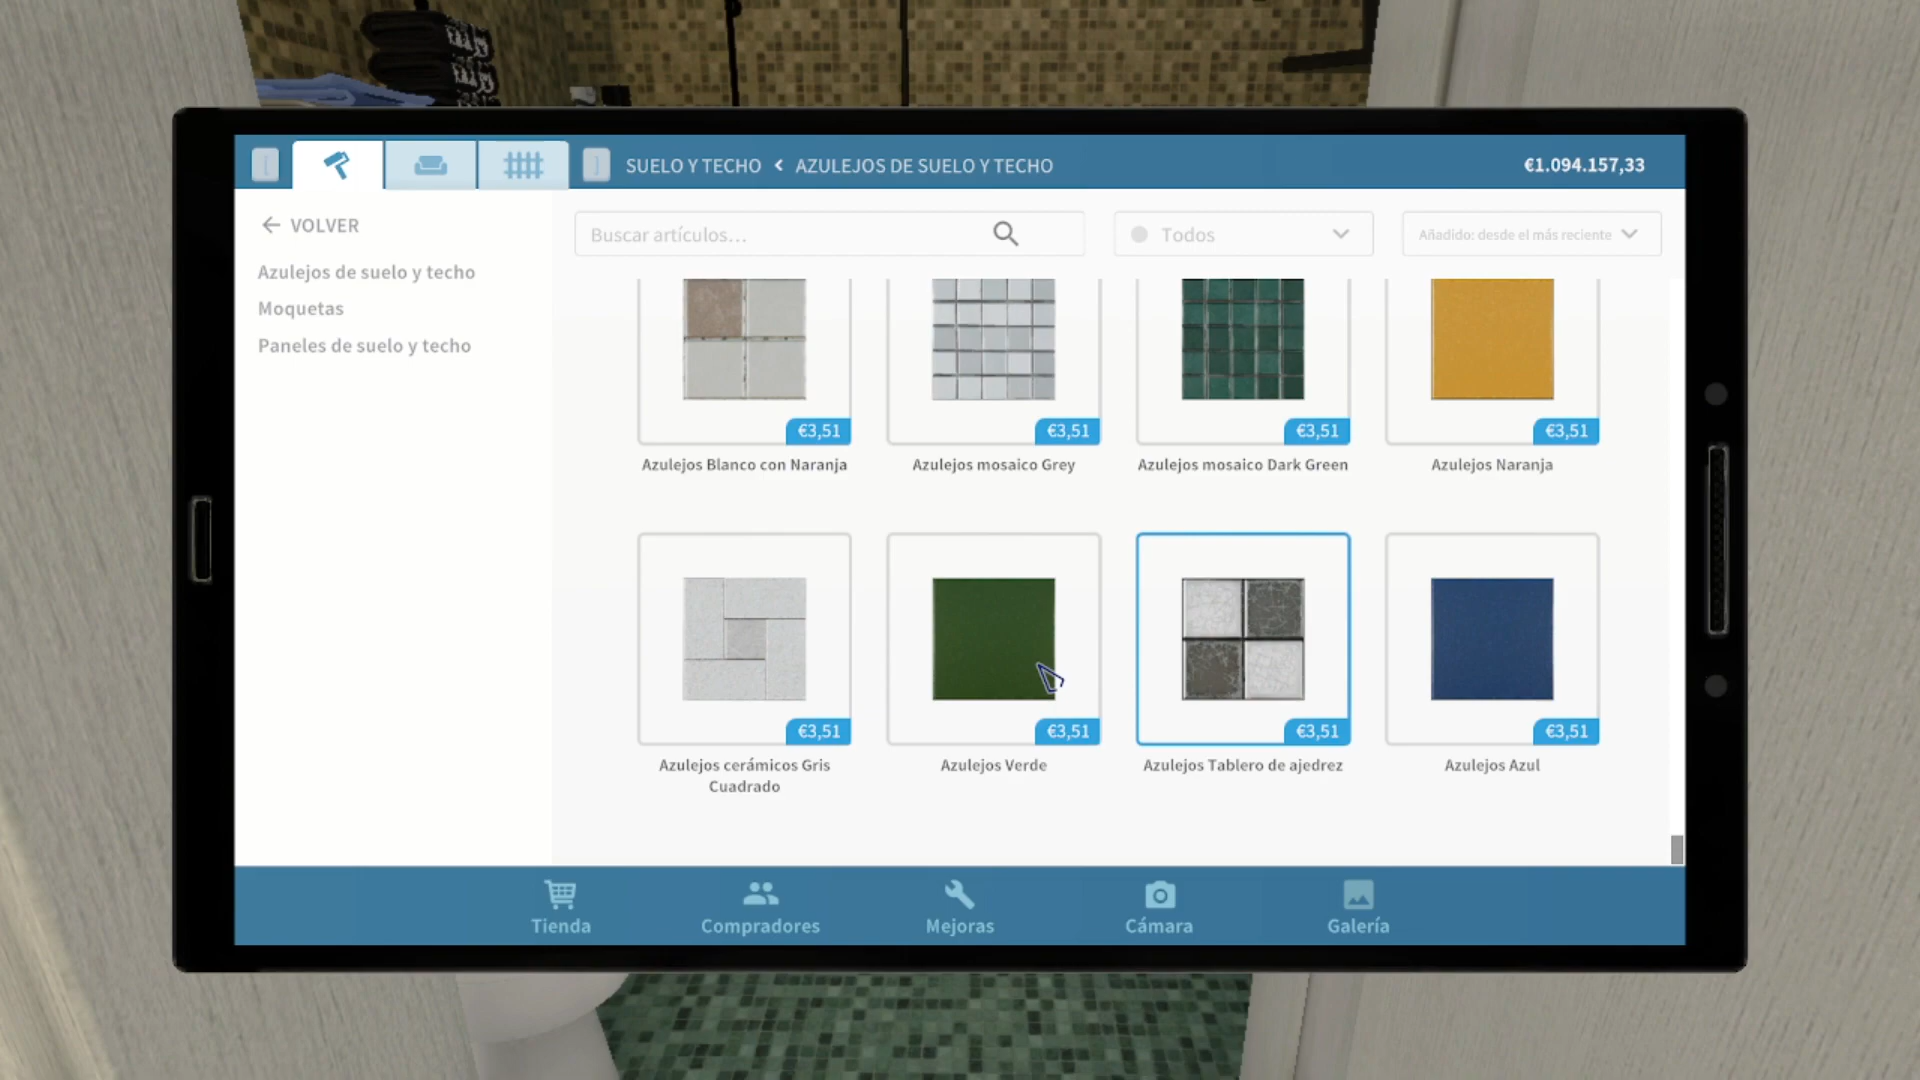 SUELO Y TECHO < AZULEJOS DE SUELO Y TECHO
€1.094.157,33
VOLVER
Azulejos de suelo y techo
Moquetas
Paneles de suelo y techo
Buscar artículos...
Todos
Añadido: desde el más reciente
€3,51
€3,51
€3,51
€3,51
Azulejos Blanco con Naranja
Azulejos mosaico Grey
Azulejos mosaico Dark Green
Azulejos Naranja
€3,51
€3,51
€3,51
€3,51
Azulejos cerámicos Gris
Cuadrado
Azulejos Verde
Azulejos Tablero de ajedrez
Azulejos Azul
Tienda
Compradores
Mejoras
Cámara
Galería